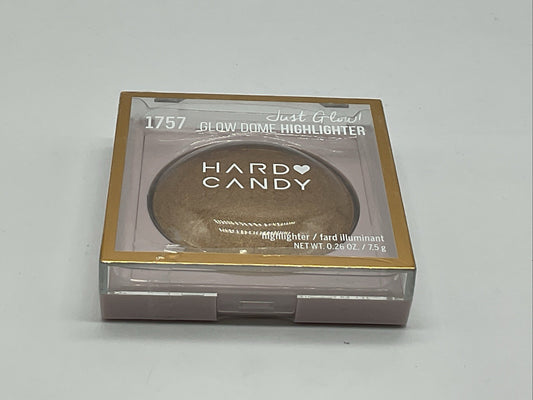 Just Glow!
1757 GLOW DOME HIGHLIGHTER
HARD
CANDY
highlighter / fard illuminant
NET WT. 0.26 OZ. / 7.5 g